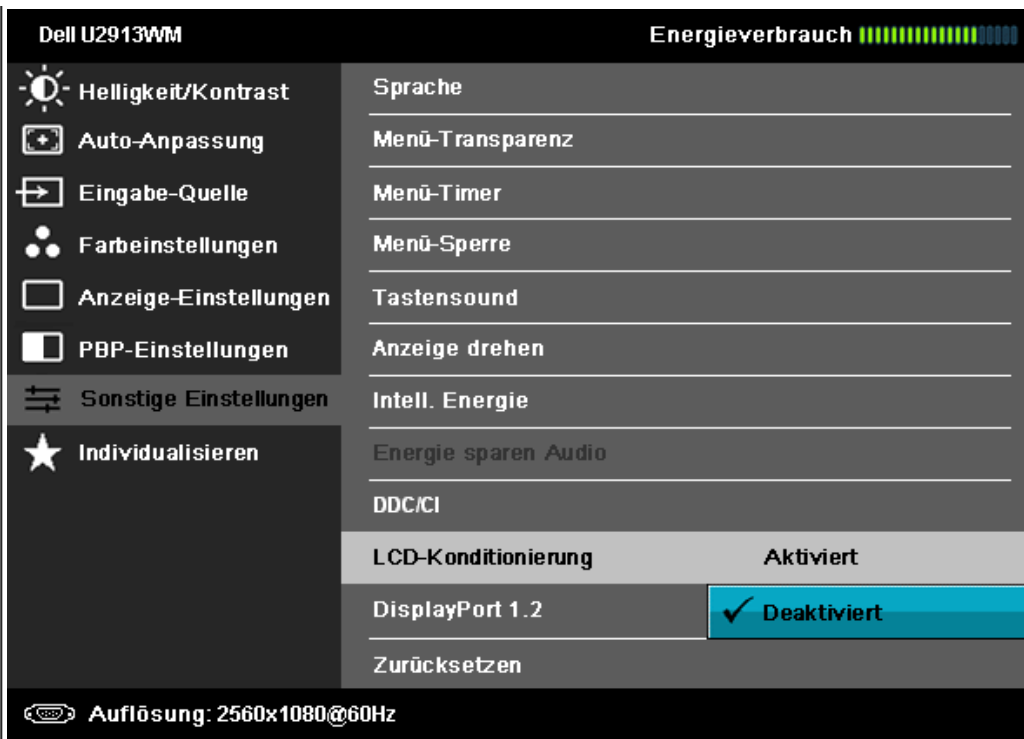 Dell U2913WM
Energieverbrauch
Helligkeit/Kontrast
Auto-Anpassung
Eingabe-Quelle
Farbeinstellungen
Anzeige-Einstellungen
PBP-Einstellungen
Sonstige Einstellungen
Individualisieren
Sprache
Menü-Transparenz
Menü-Timer
Menü-Sperre
Tastensound
Anzeige drehen
Intell. Energie
Energie sparen Audio
DDC/CI
LCD-Konditionierung Aktiviert
DisplayPort 1.2 Deaktiviert
Zurücksetzen
Auflösung: 2560x1080@60Hz